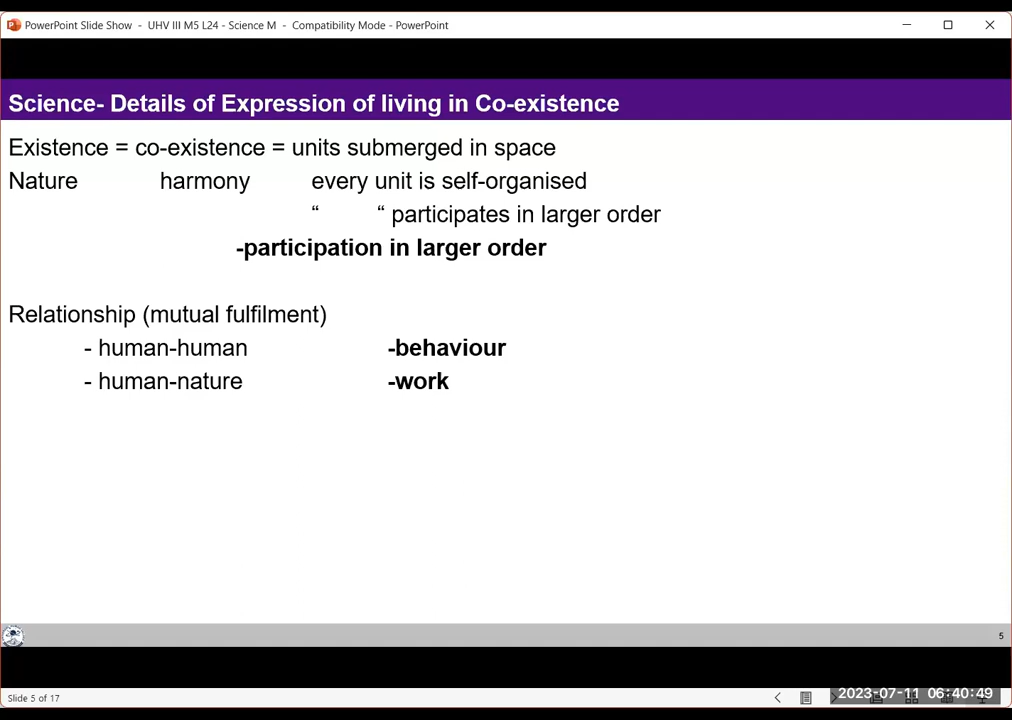 PowerPoint Slide Show - UHV III M5 L24 - Science M - Compatibility Mode - PowerPoint
Science- Details of Expression of living in Co-existence
Existence = co-existence = units submerged in space
Nature harmony every unit is self-organised
“ “ participates in larger order
-participation in larger order
Relationship (mutual fulfilment)
- human-human -behaviour
- human-nature -work
5
Slide 5 of 17
2023-07-11 06:40:49